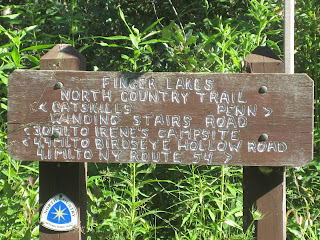 FINGER LAKES
NORTH COUNTRY TRAIL
< CATSKILLS PENN >
WINDING STAIRS ROAD
< 3.0 MI TO IRENE'S CAMPSITE
< 4.9 MI TO BIRDSEYE HOLLOW ROAD
4.1 MI TO NY ROUTE 54 >